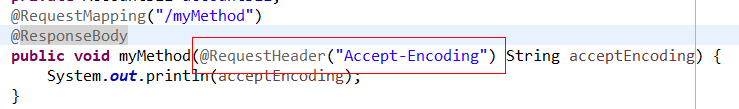 @RequestMapping("/myMethod")
@ResponseBody
public void myMethod(@RequestHeader("Accept-Encoding") String acceptEncoding) {
System.out.println(acceptEncoding);
}